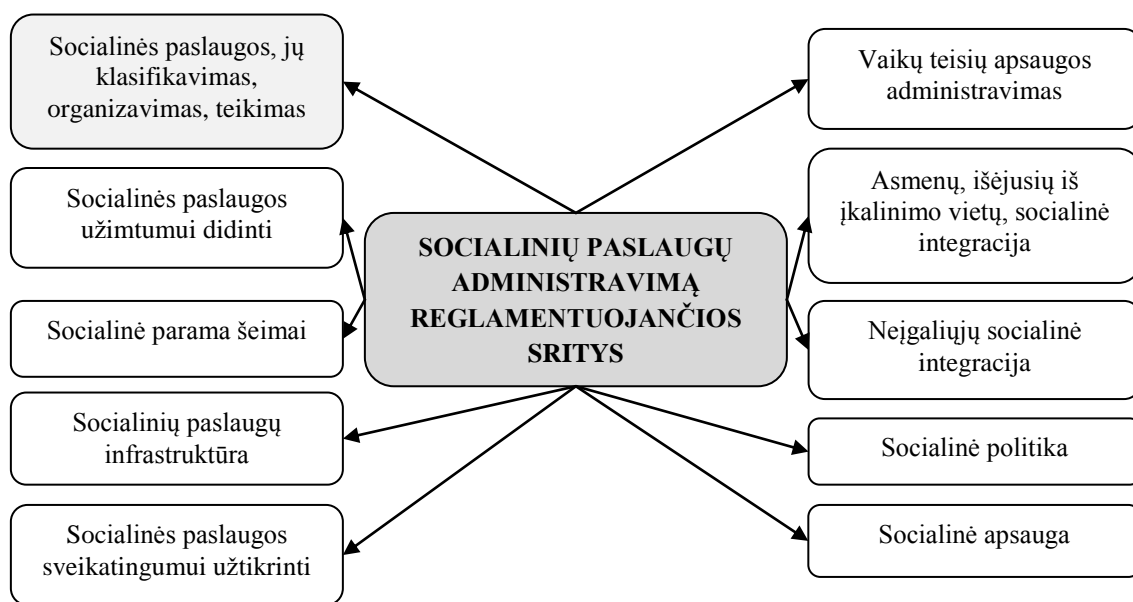 Socialinės paslaugos, jų
klasifikavimas,
organizavimas, teikimas
Socialinės paslaugos
užimtumui didinti
Socialinė parama šeimai
Socialinių paslaugų
infrastruktūra
Socialinės paslaugos
sveikatingumui užtikrinti
SOCIALINIŲ PASLAUGŲ
ADMINISTRAVIMĄ
REGLAMENTUOJANČIOS
SRITYS
Vaikų teisių apsaugos
administravimas
Asmenų, išėjusių iš
įkalinimo vietų, socialinė
integracija
Neįgaliųjų socialinė
integracija
Socialinė politika
Socialinė apsauga